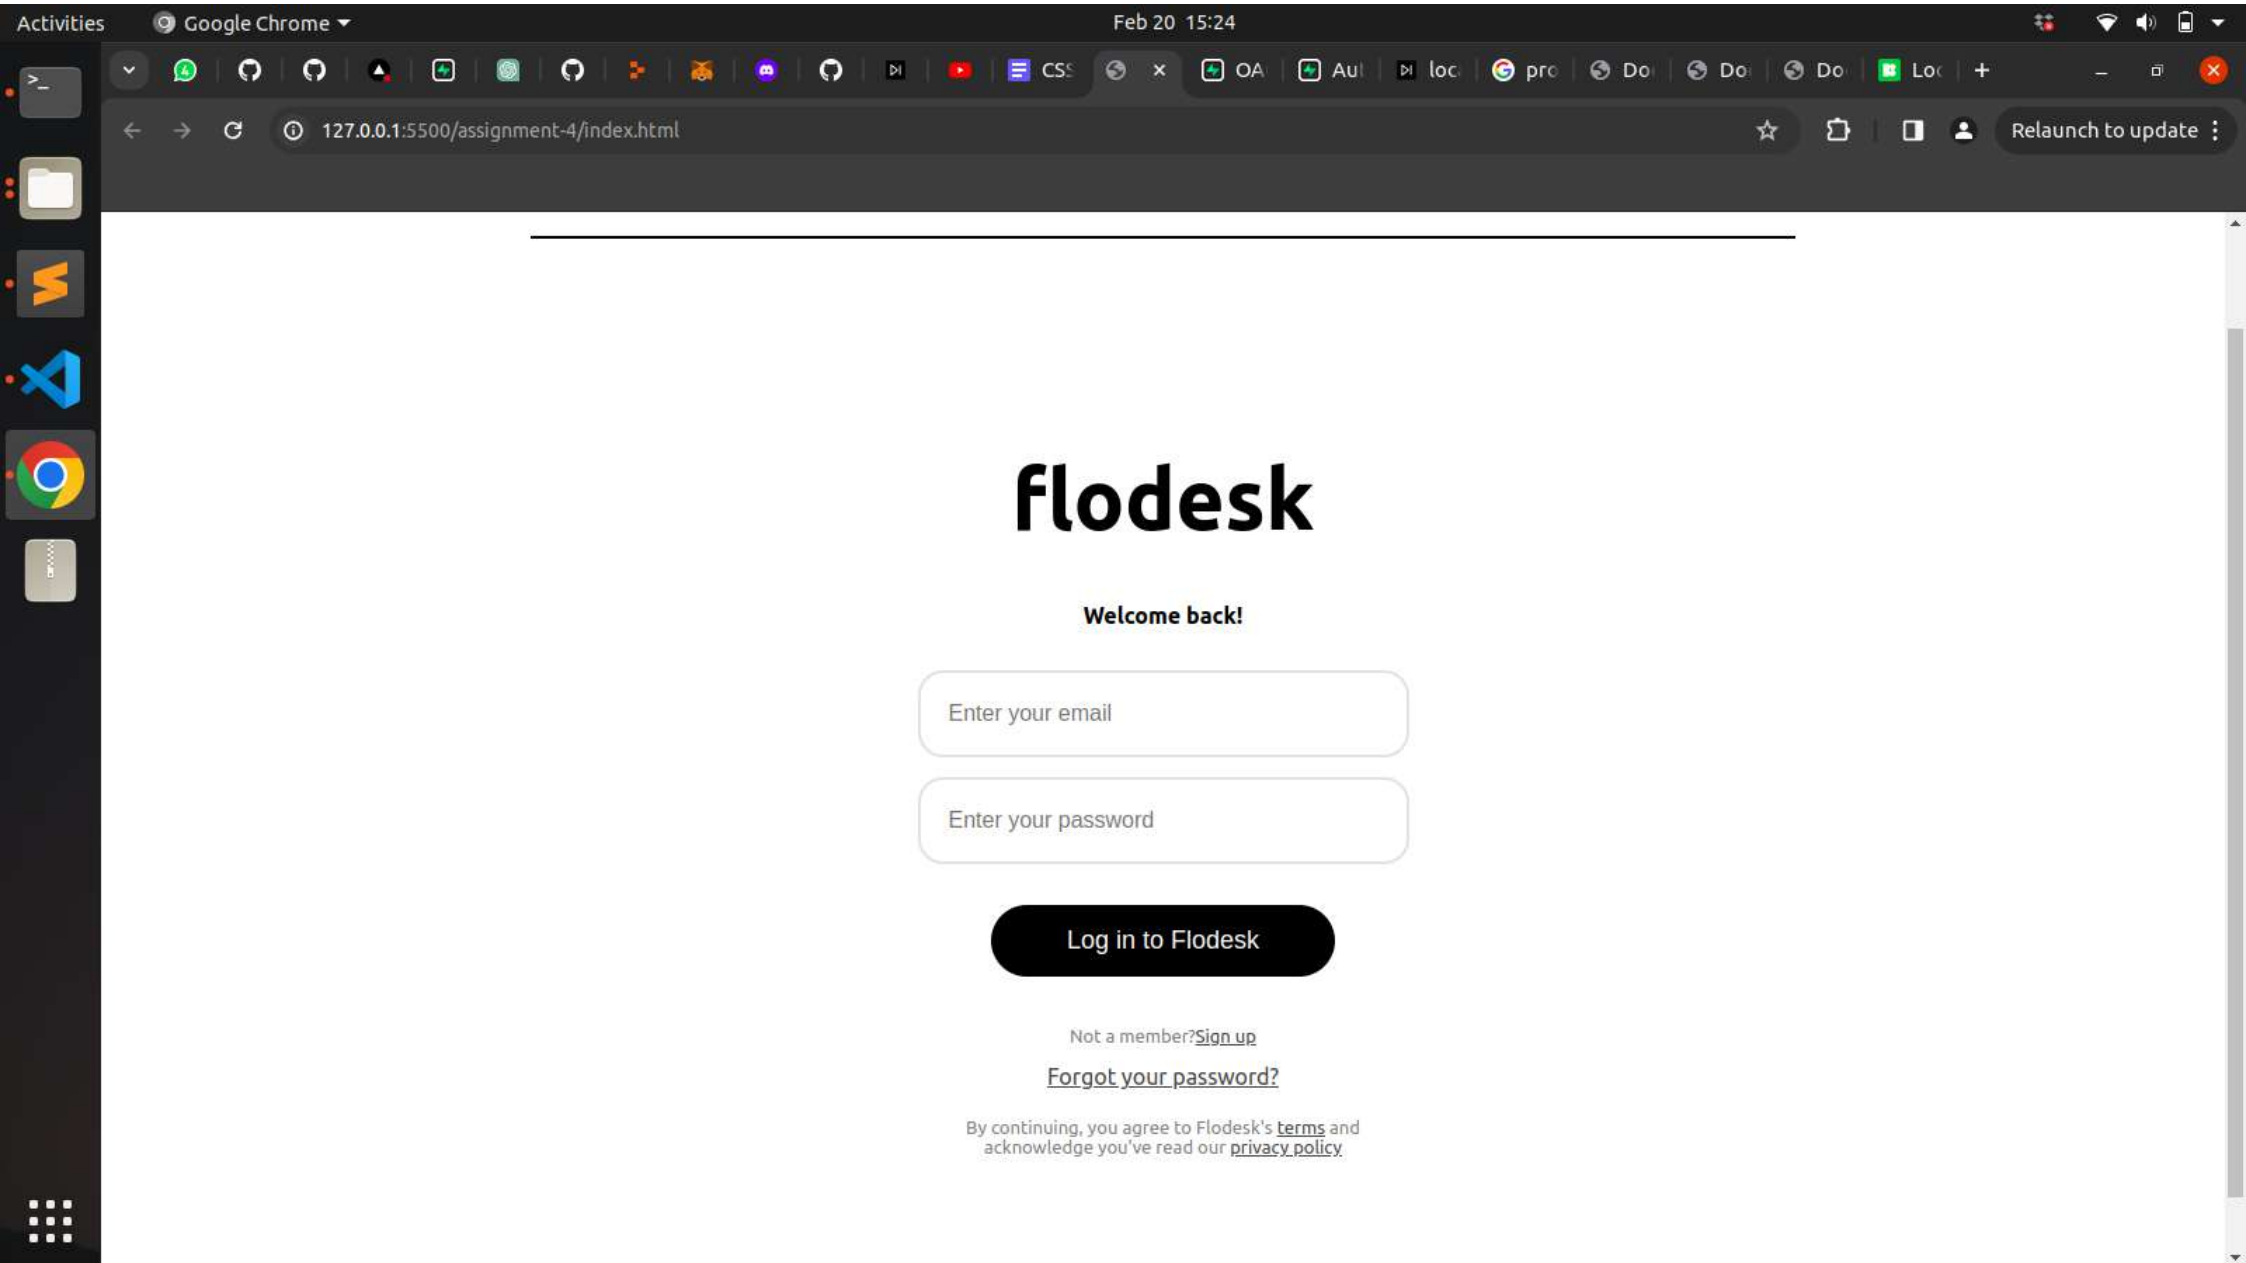 Activities Google Chrome Feb 20 15:24
CSS OA Aut loc pro Do Do Do Loc
127.0.0.1:5500/assignment-4/index.html Relaunch to update
flodesk
Welcome back!
Enter your email
Enter your password
Log in to Flodesk
Not a member?Sign up
Forgot your password?
By continuing, you agree to Flodesk's terms and
acknowledge you've read our privacy policy